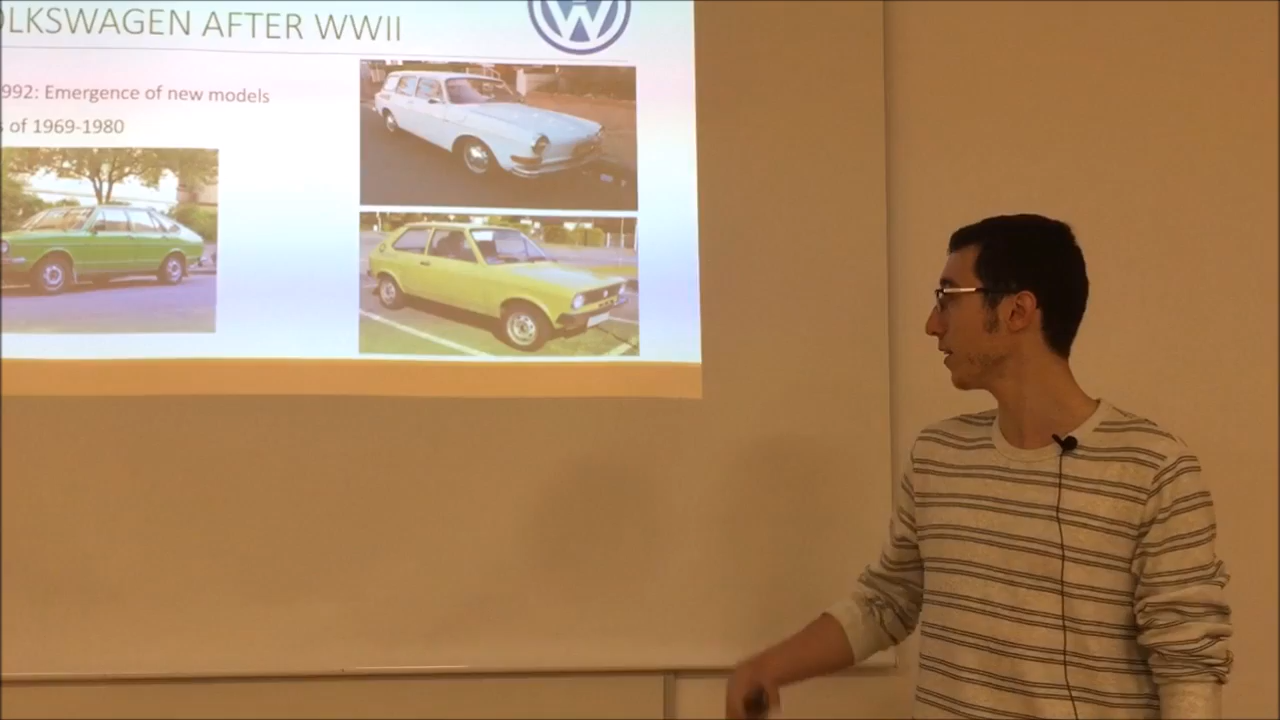 OLKSWAGEN AFTER WWII
992: Emergence of new models
s of 1969-1980